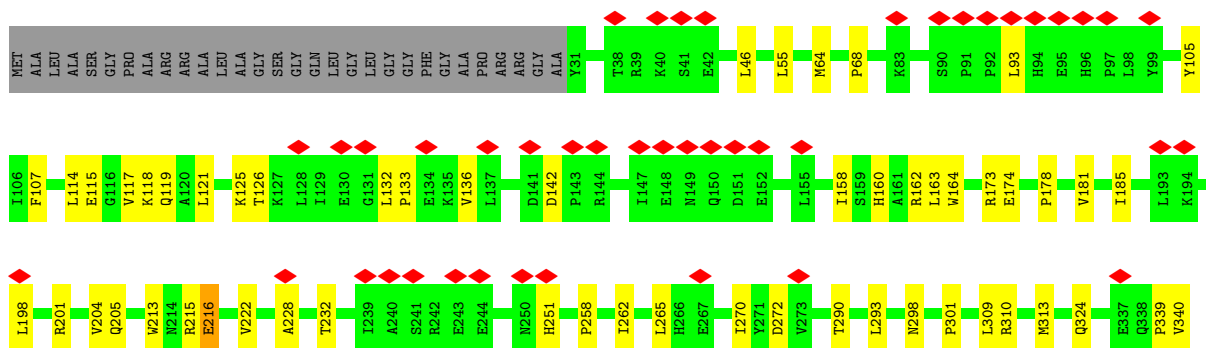 MET ALA LEU ALA SER GLY PRO ALA ARG ARG ALA LEU ALA GLY SER GLY GLN LEU GLY LEU GLY GLY PHE GLY ALA PRO ARG ARG GLY ALA Y31 T38 R39 K40 S41 E42 L46 L55 M64 P68 K83 S90 P91 P92 L93 H94 E95 H96 P97 L98 Y99 Y105
I106 F107 L114 E115 G116 V117 K118 Q119 A120 L121 K125 T126 K127 L128 I129 E130 G131 L132 P133 E134 K135 V136 L137 D141 D142 P143 R144 I147 E148 N149 Q150 D151 E152 L155 I158 S159 H160 A161 R162 L163 W164 R173 E174 P178 V181 I185 L193 K194
L198 R201 V204 Q205 W213 N214 R215 E216 V222 A228 T232 I239 A240 S241 R242 E243 E244 N250 H251 P258 I262 L265 H266 E267 I270 Y271 D272 V273 T290 L293 N298 P301 L309 R310 M313 Q324 E337 Q338 P339 V340